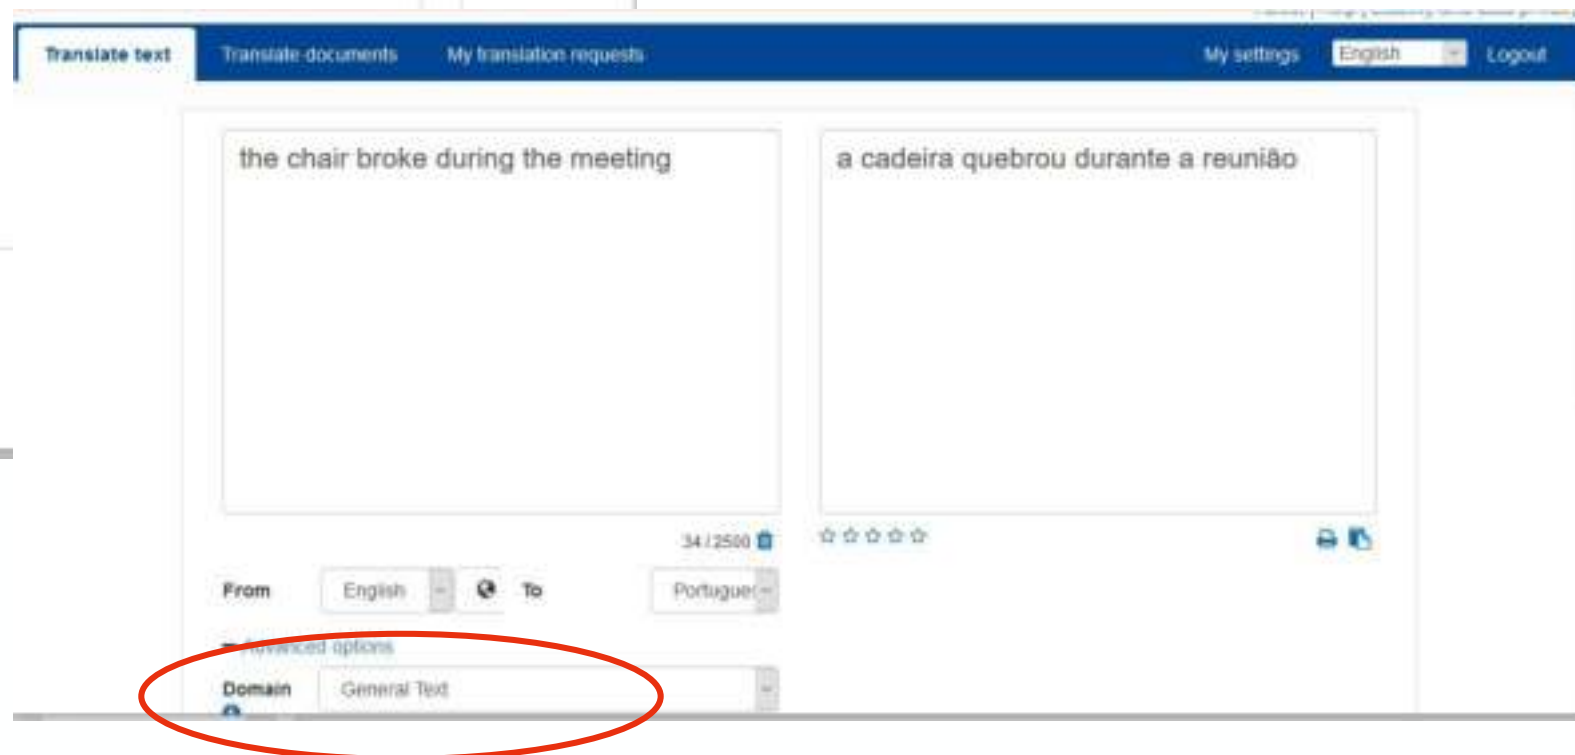 Translate text Translate documents My translation requests My settings English Logout
the chair broke during the meeting
a cadeira quebrou durante a reunião
34 / 2500
From English To Portugue
Advanced options
Domain General Text